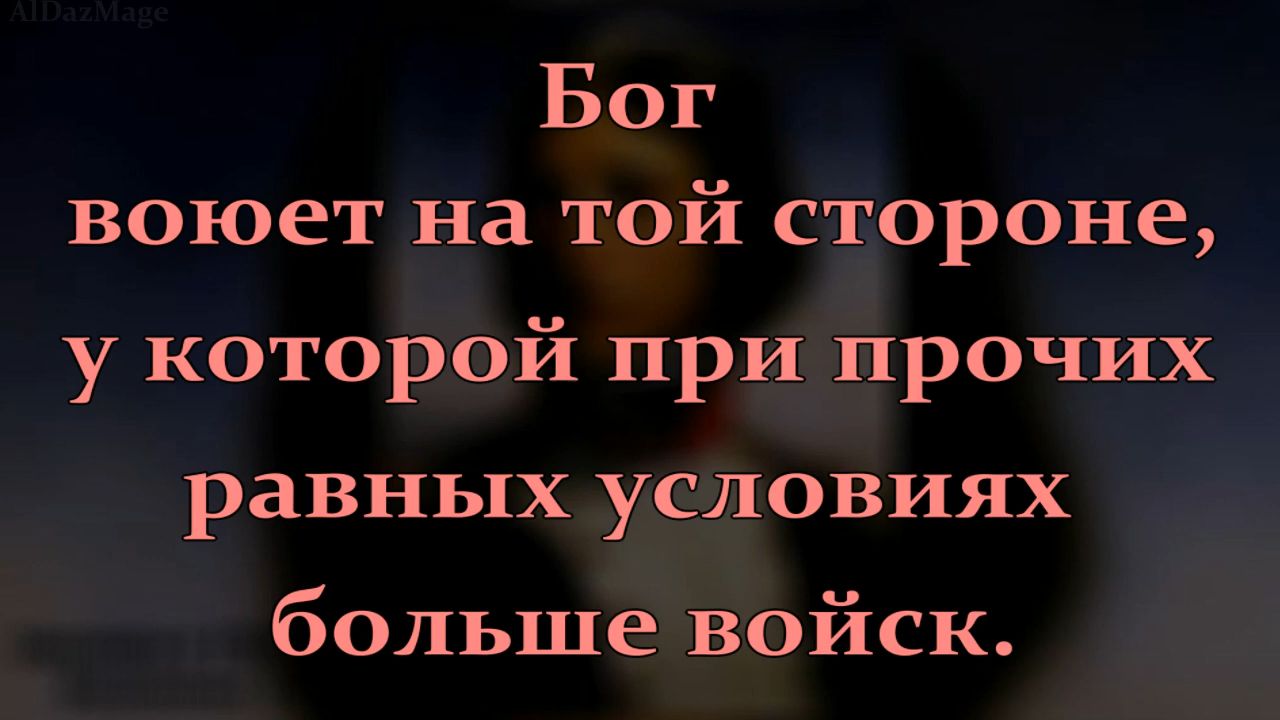 AlDazMage
Бог
воюет на той стороне,
у которой при прочих
равных условиях
больше войск.